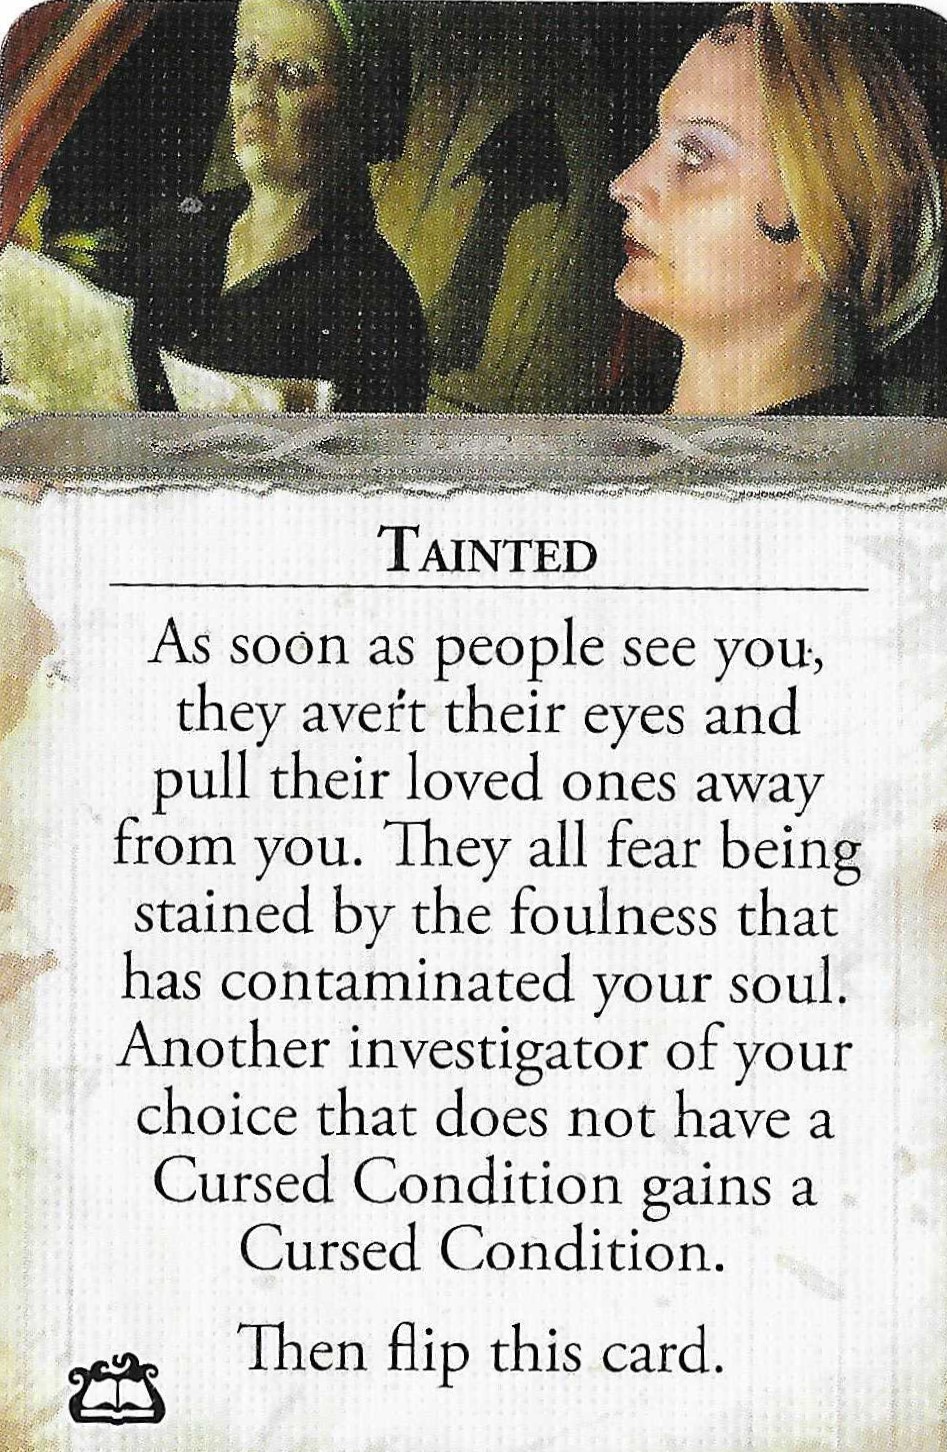 TAINTED
As soon as people see you,
they avert their eyes and
pull their loved ones away
from you. They all fear being
stained by the foulness that
has contaminated your soul.
Another investigator of your
choice that does not have a
Cursed Condition gains a
Cursed Condition.
Then flip this card.